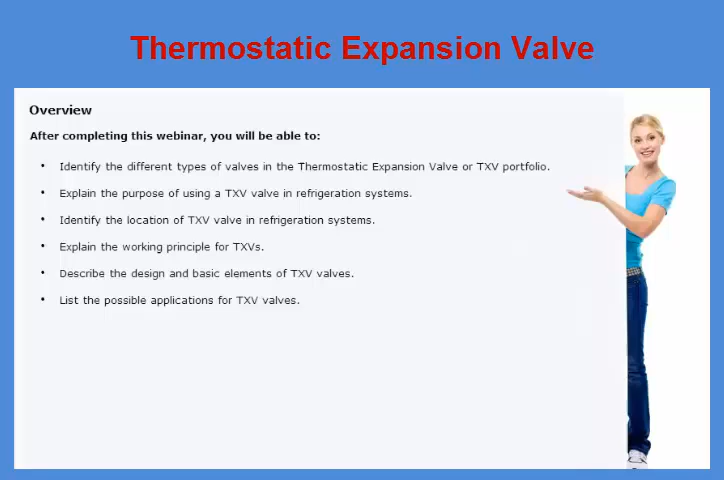 Thermostatic Expansion Valve
Overview
After completing this webinar, you will be able to:
• Identify the different types of valves in the Thermostatic Expansion Valve or TXV portfolio.
• Explain the purpose of using a TXV valve in refrigeration systems.
• Identify the location of TXV valve in refrigeration systems.
• Explain the working principle for TXVs.
• Describe the design and basic elements of TXV valves.
• List the possible applications for TXV valves.